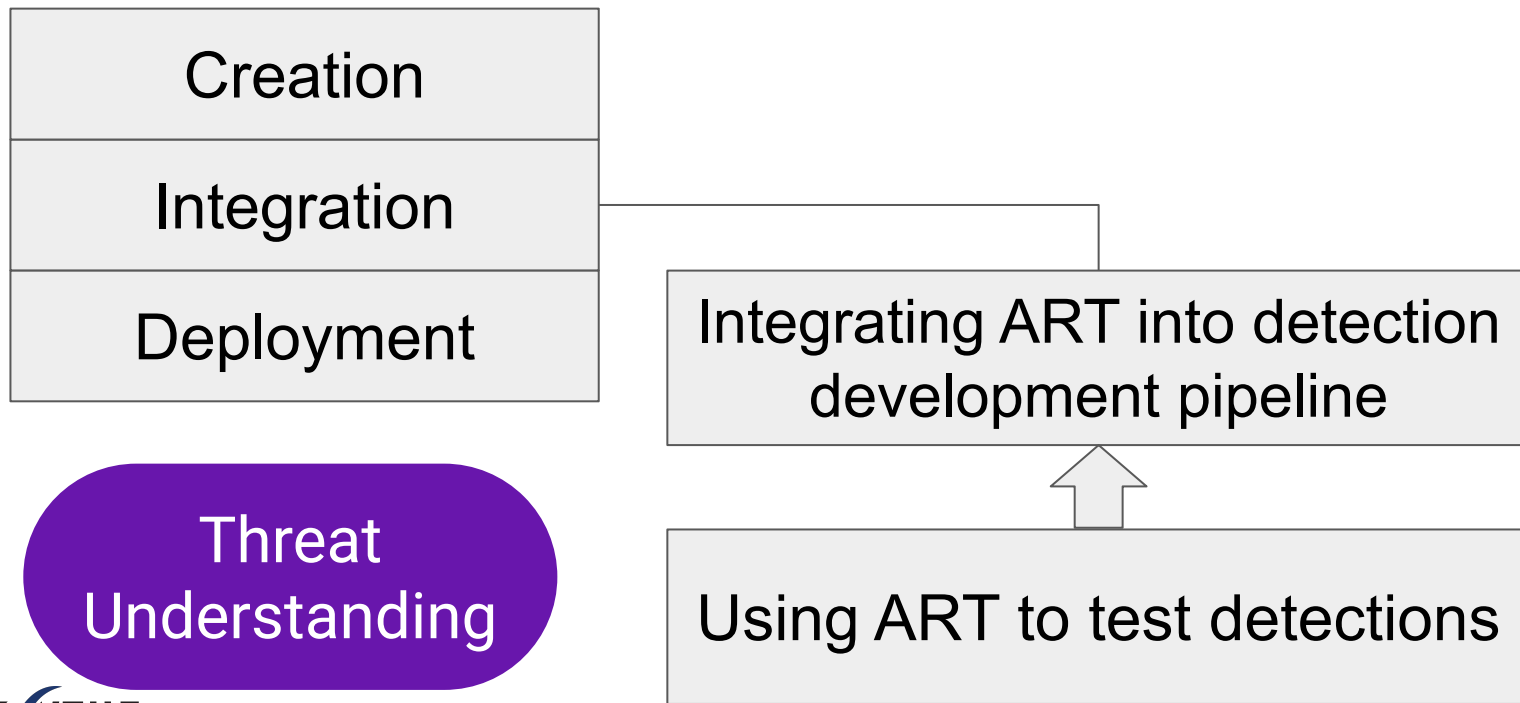 Creation
Integration
Deployment
Integrating ART into detection
development pipeline
Threat
Understanding
Using ART to test detections